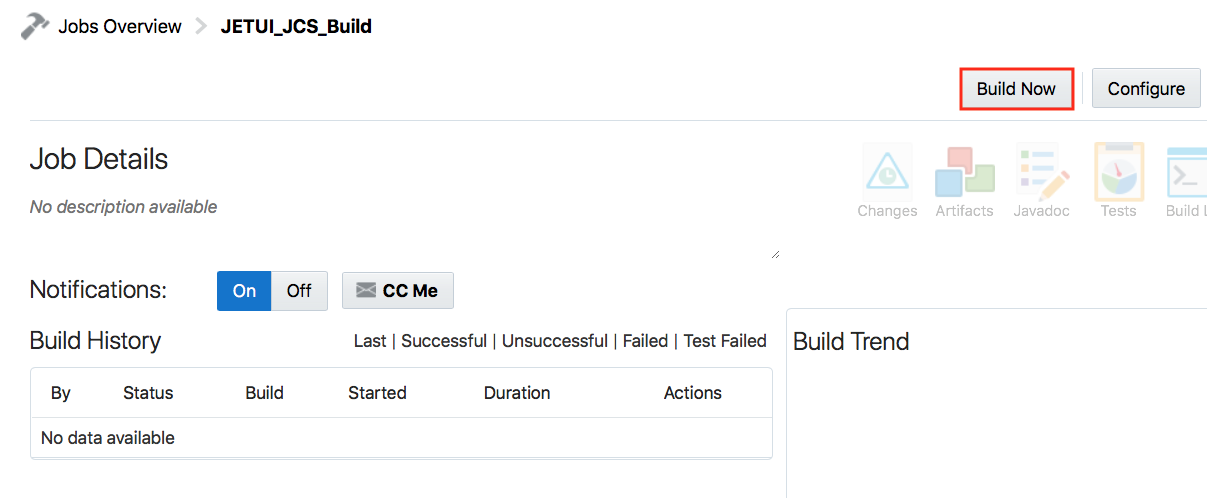 Jobs Overview > JETUI_JCS_Build
Build Now Configure
Job Details
No description available
Changes Artifacts Javadoc Tests Build L
Notifications: On Off CC Me
Build History Last | Successful | Unsuccessful | Failed | Test Failed
Build Trend
By Status Build Started Duration Actions
No data available